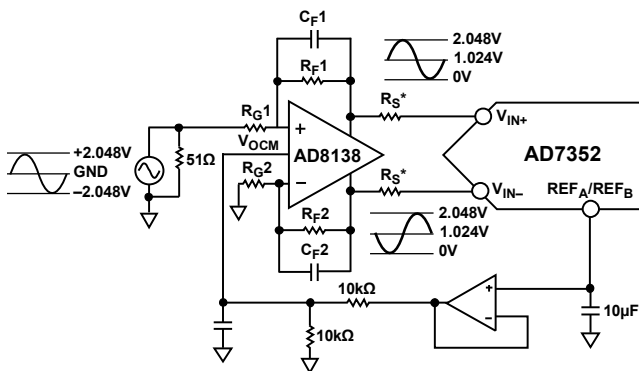 C_F1
R_F1
R_G1
V_OCM
+
AD8138
−
R_G2
R_F2
C_F2
51Ω
+2.048V
GND
–2.048V
2.048V
1.024V
0V
R_S*
R_S*
2.048V
1.024V
0V
V_IN+
AD7352
V_IN–
REF_A/REF_B
10kΩ
10kΩ
+
−
10µF